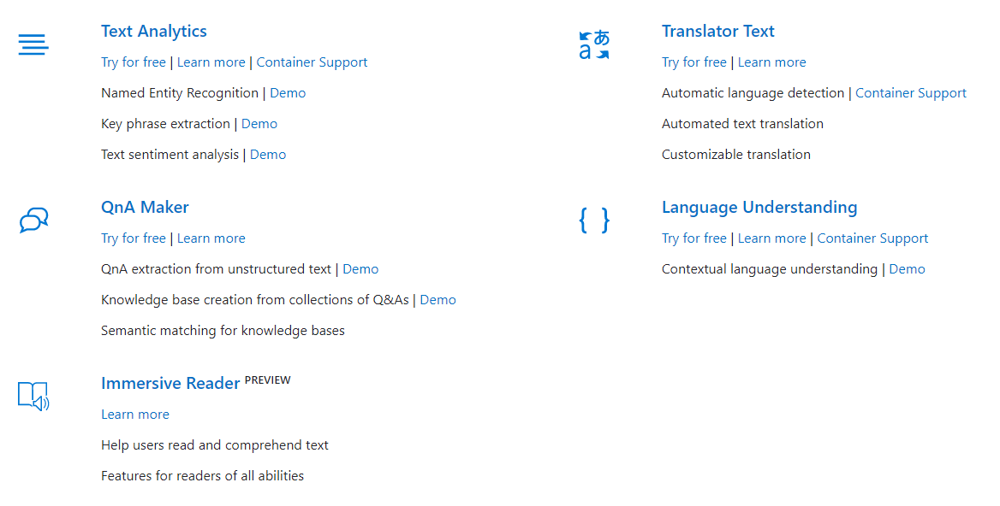 Text Analytics
Try for free | Learn more | Container Support
Named Entity Recognition | Demo
Key phrase extraction | Demo
Text sentiment analysis | Demo
a あ
Translator Text
Try for free | Learn more
Automatic language detection | Container Support
Automated text translation
Customizable translation
QnA Maker
Try for free | Learn more
QnA extraction from unstructured text | Demo
Knowledge base creation from collections of Q&As | Demo
Semantic matching for knowledge bases
{ }
Language Understanding
Try for free | Learn more | Container Support
Contextual language understanding | Demo
Immersive Reader PREVIEW
Learn more
Help users read and comprehend text
Features for readers of all abilities